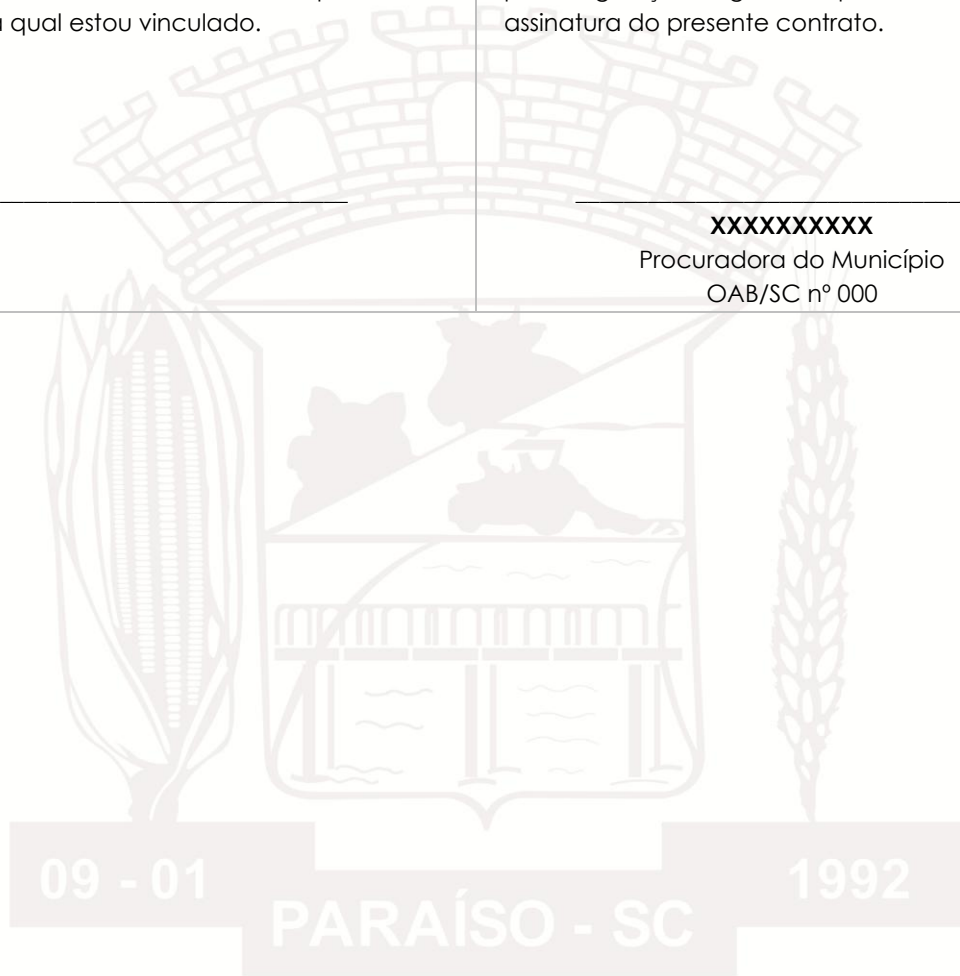 a qual estou vinculado.
assinatura do presente contrato.
XXXXXXXXXX
Procuradora do Município
OAB/SC nº 000
09 - 01
1992
PARAÍSO - SC